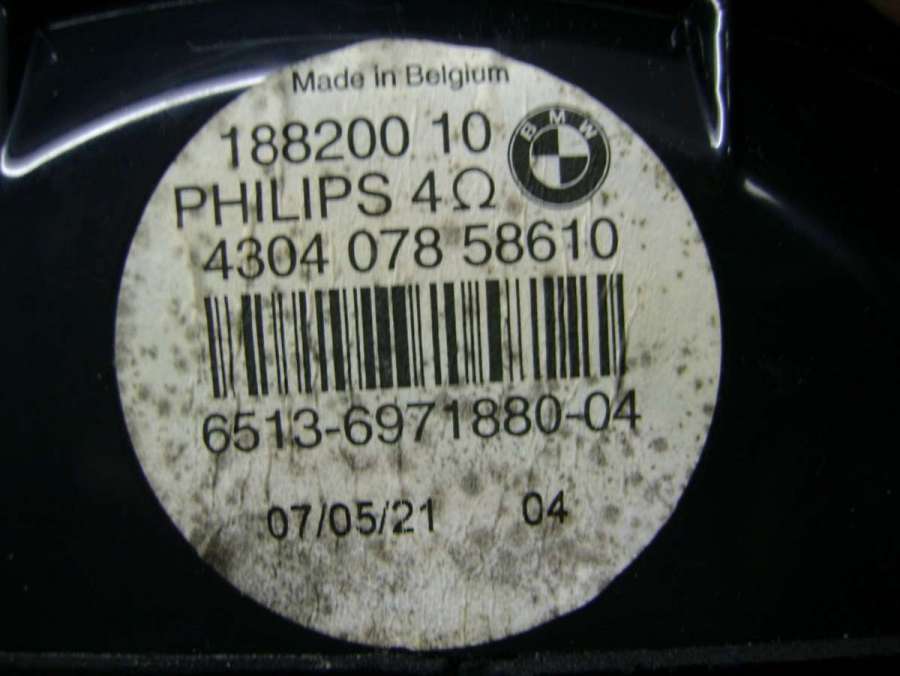 Made in Belgium
188200 10
BMW
PHILIPS 4Ω
4304 078 58610
6513-6971880-04
07/05/21 04